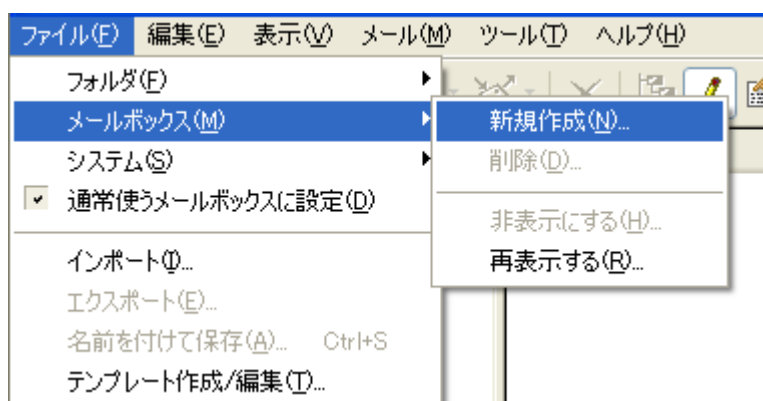 ファイル(F) 編集(E) 表示(V) メール(M) ツール(T) ヘルプ(H)
フォルダ(F)
メールボックス(M)
システム(S)
通常使うメールボックスに設定(D)
インポート(I)...
エクスポート(E)...
名前を付けて保存(A)... Ctrl+S
テンプレート作成/編集(T)...
新規作成(N)...
削除(D)...
非表示にする(H)...
再表示する(R)...